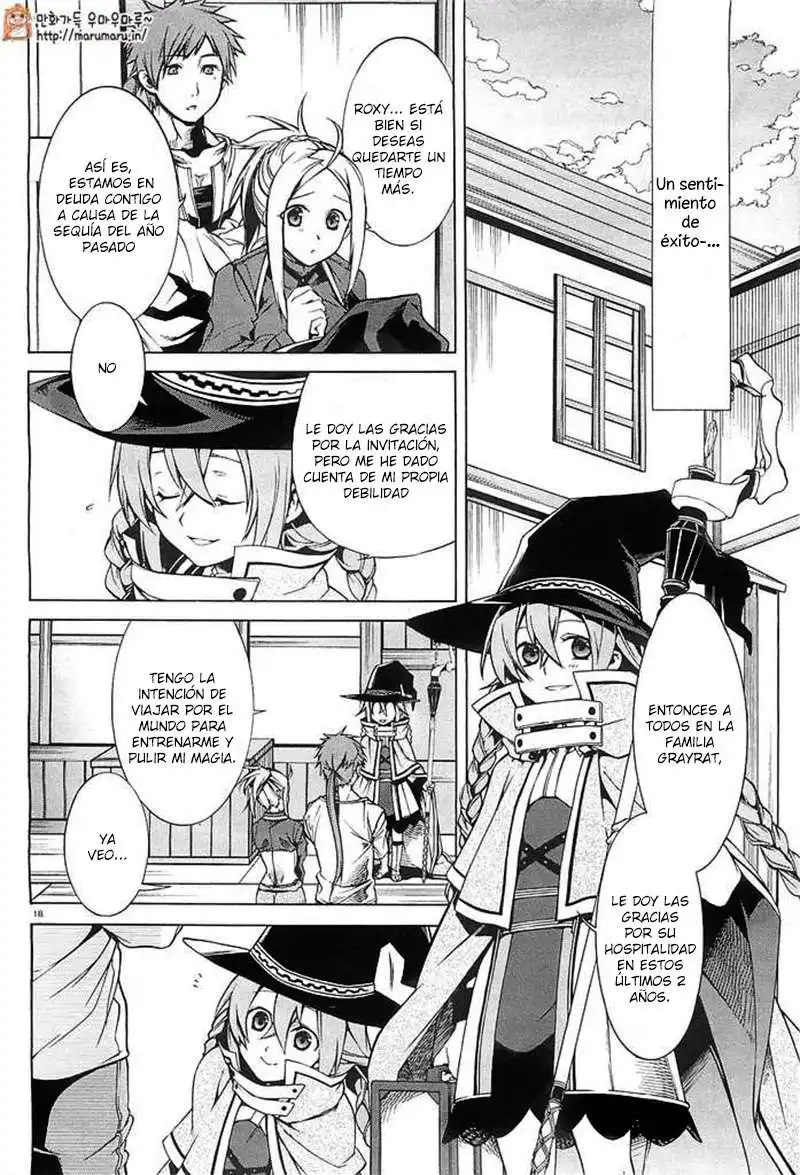 만화가득 우마우마루~
http://marumaru.in/
Un senti-
miento
de
éxito-...
ENTONCES A
TODOS EN LA
FAMILIA
GRAYRAT,
LE DOY LAS
GRACIAS
POR SU
HOSPITALIDAD
EN ESTOS
ÚLTIMOS 2
AÑOS.
ROXY... ESTÁ
BIEN SI
DESEAS
QUEDARTE UN
TIEMPO
MÁS.
ASÍ ES,
ESTAMOS EN
DEUDA CONTIGO
A CAUSA DE LA
SEQUÍA DEL AÑO
PASADO
NO
LE DOY LAS GRACIAS
POR LA INVITACIÓN,
PERO ME HE DADO
CUENTA DE MI PROPIA
DEBILIDAD
TENGO LA
INTENCIÓN DE
VIAJAR POR EL
MUNDO PARA
ENTRENARME Y
PULIR MI MAGIA.
YA
VEO...
18